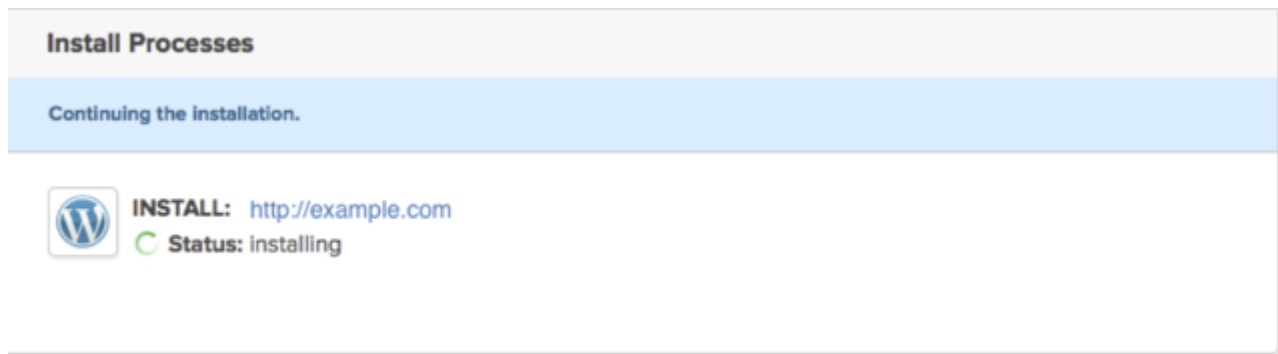 Install Processes
Continuing the installation.
INSTALL: http://example.com
Status: installing